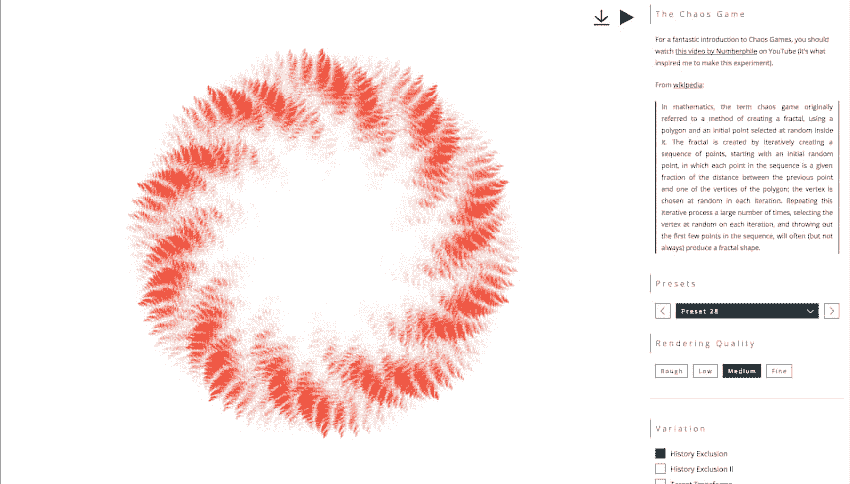 The Chaos Game
For a fantastic introduction to Chaos Games, you should
watch this video by Numberphile on YouTube (it's what
inspired me to make this experiment).
From wikipedia:
In mathematics, the term chaos game originally
referred to a method of creating a fractal, using a
polygon and an initial point selected at random inside
it. The fractal is created by iteratively creating a
sequence of points, starting with an initial random
point, in which each point in the sequence is a given
fraction of the distance between the previous point
and one of the vertices of the polygon; the vertex is
chosen at random in each iteration. Repeating this
iterative process a large number of times, selecting the
vertex at random on each iteration, and throwing out
the first few points in the sequence, will often (but not
always) produce a fractal shape.
Presets
Preset 28
Rendering Quality
Rough Low Medium Fine
Variation
History Exclusion
History Exclusion II